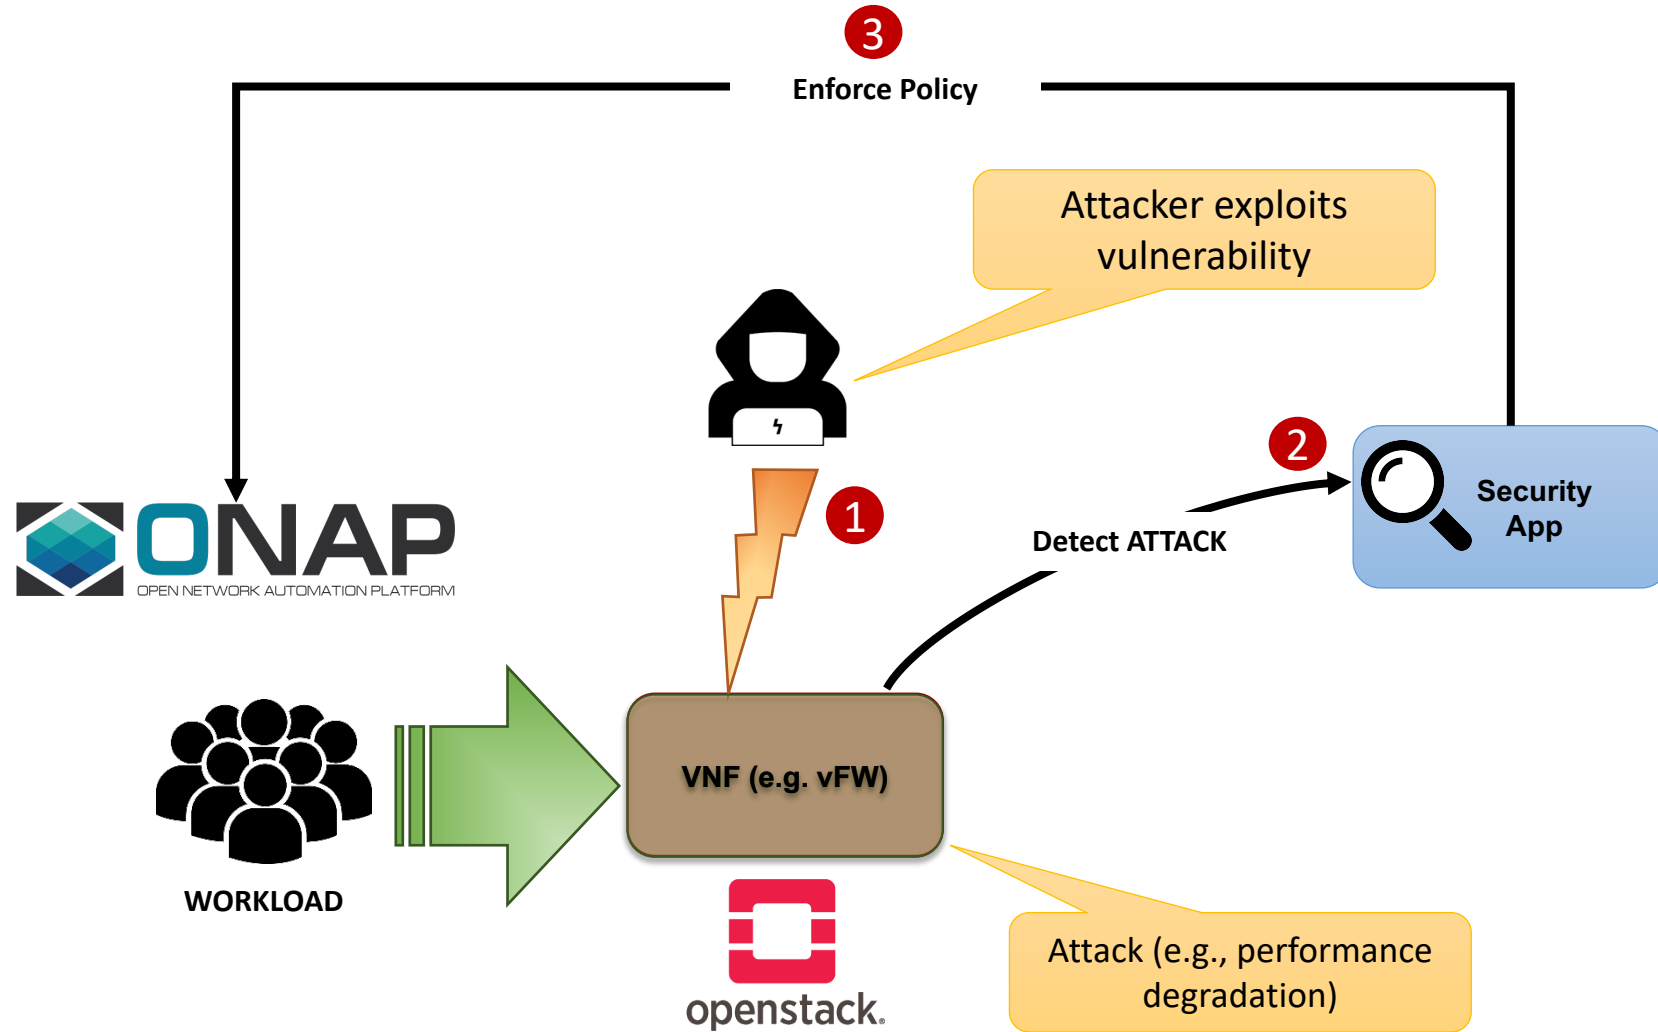 3
Enforce Policy
Attacker exploits
vulnerability
2
Security
App
1
Detect ATTACK
ONAP
OPEN NETWORK AUTOMATION PLATFORM
VNF (e.g. vFW)
WORKLOAD
openstack.
Attack (e.g., performance
degradation)